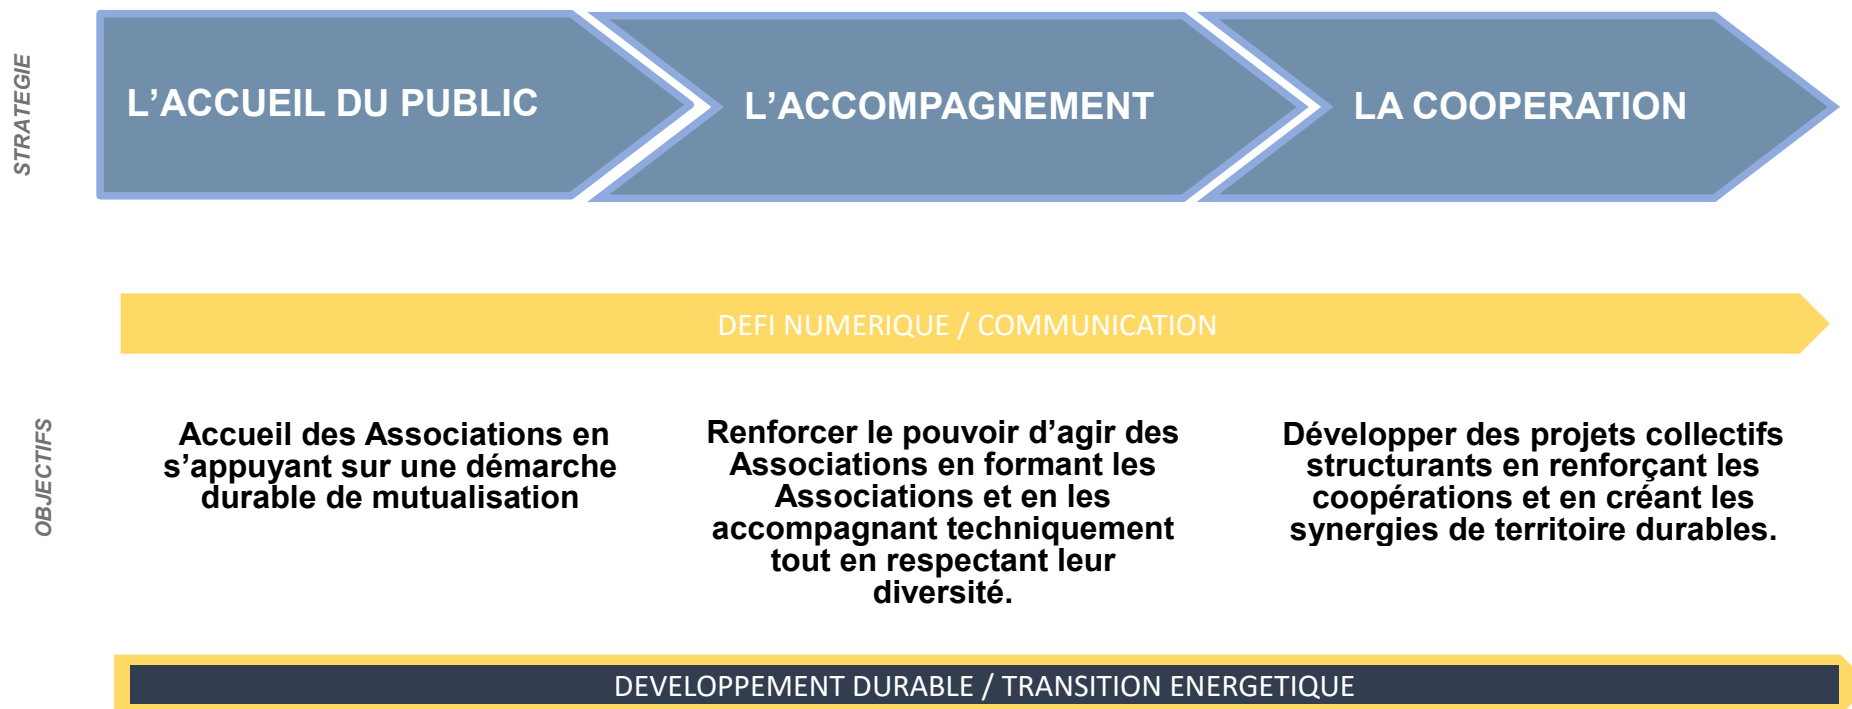 STRATEGIE
L’ACCUEIL DU PUBLIC
L’ACCOMPAGNEMENT
LA COOPERATION
DEFI NUMERIQUE / COMMUNICATION
OBJECTIFS
Accueil des Associations en
s’appuyant sur une démarche
durable de mutualisation
Renforcer le pouvoir d’agir des
Associations en formant les
Associations et en les
accompagnant techniquement
tout en respectant leur
diversité.
Développer des projets collectifs
structurants en renforçant les
coopérations et en créant les
synergies de territoire durables.
DEVELOPPEMENT DURABLE / TRANSITION ENERGETIQUE